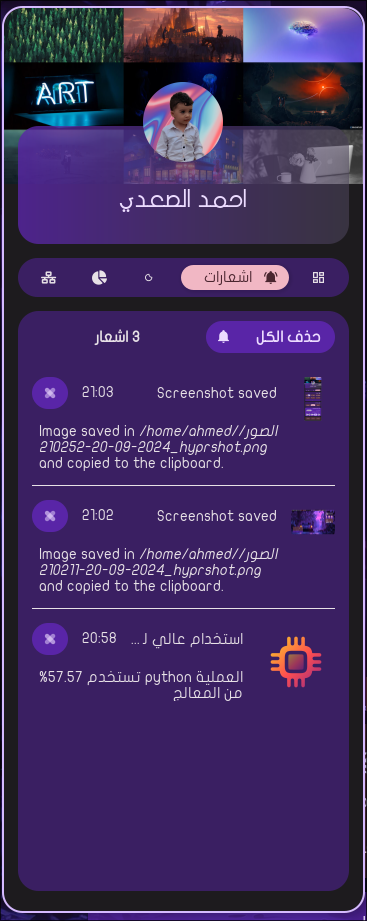 ART
احمد الصعدي
اشعارات
حذف الكل
3 اشعار
Screenshot saved
21:03
Image saved in /home/ahmed/الصور/
210252-20-09-2024_hyprshot.png
and copied to the clipboard.
Screenshot saved
21:02
Image saved in /home/ahmed/الصور/
210211-20-09-2024_hyprshot.png
and copied to the clipboard.
استخدام عالي لـ ...
20:58
العملية python تستخدم 57.57%
من المعالج